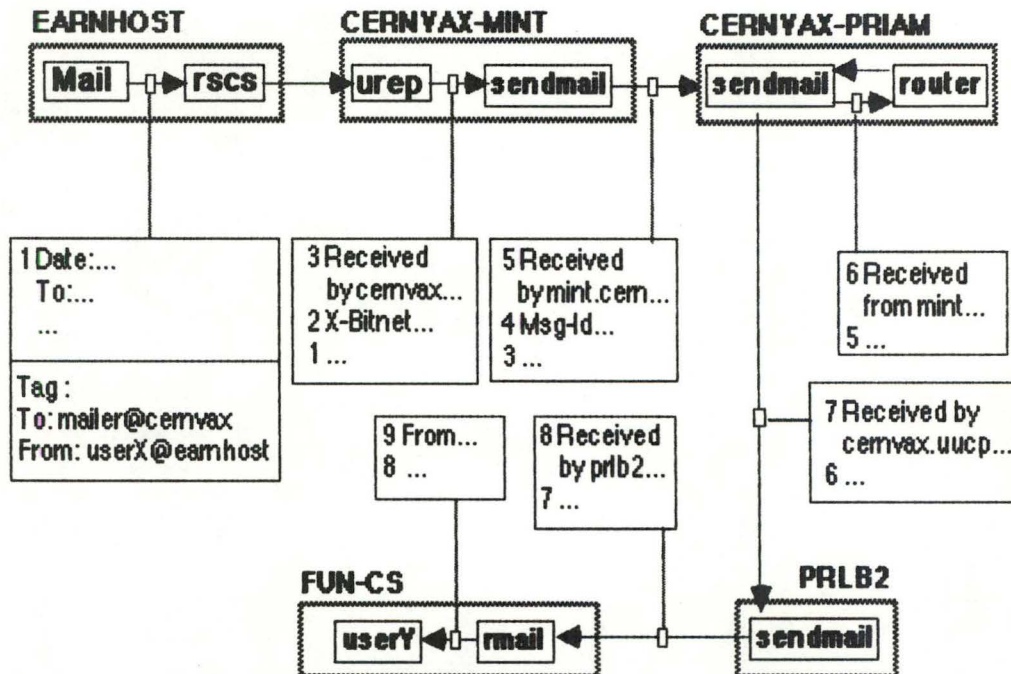 EARNHOST
CERNVAX-MINT
CERNVAX-PRIAM
Mail
rscs
urep
sendmail
sendmail
router
1 Date:...
To:...
...
Tag :
To: mailer@cernvax
From: userX@earnhost
3 Received
by cernvax...
2 X-Bitnet...
1 ...
5 Received
by mint.cern...
4 Msg-Id...
3 ...
6 Received
from mint...
5 ...
7 Received by
cernvax.uucp...
6 ...
9 From...
8 ...
8 Received
by prlb2...
7 ...
FUN-CS
PRLB2
userY
rmail
sendmail